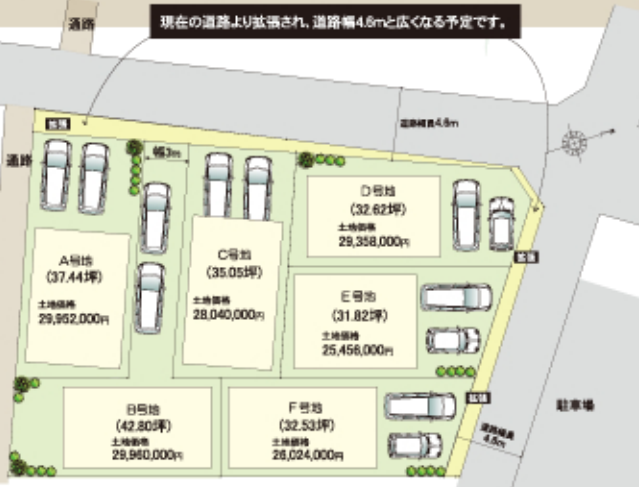 現在の道路より拡張され、道路幅4.6mと広くなる予定です。
通路
拡張
道路幅員4.6m
通路
幅3m
D号地
(32.62坪)
土地価格
29,358,000円
A号地
(37.44坪)
土地価格
29,952,000円
C号地
(35.05坪)
土地価格
28,040,000円
拡張
E号地
(31.82坪)
土地価格
25,456,000円
B号地
(42.80坪)
土地価格
29,960,000円
F号地
(32.53坪)
土地価格
26,024,000円
拡張
駐車場
道路幅員
4.6m